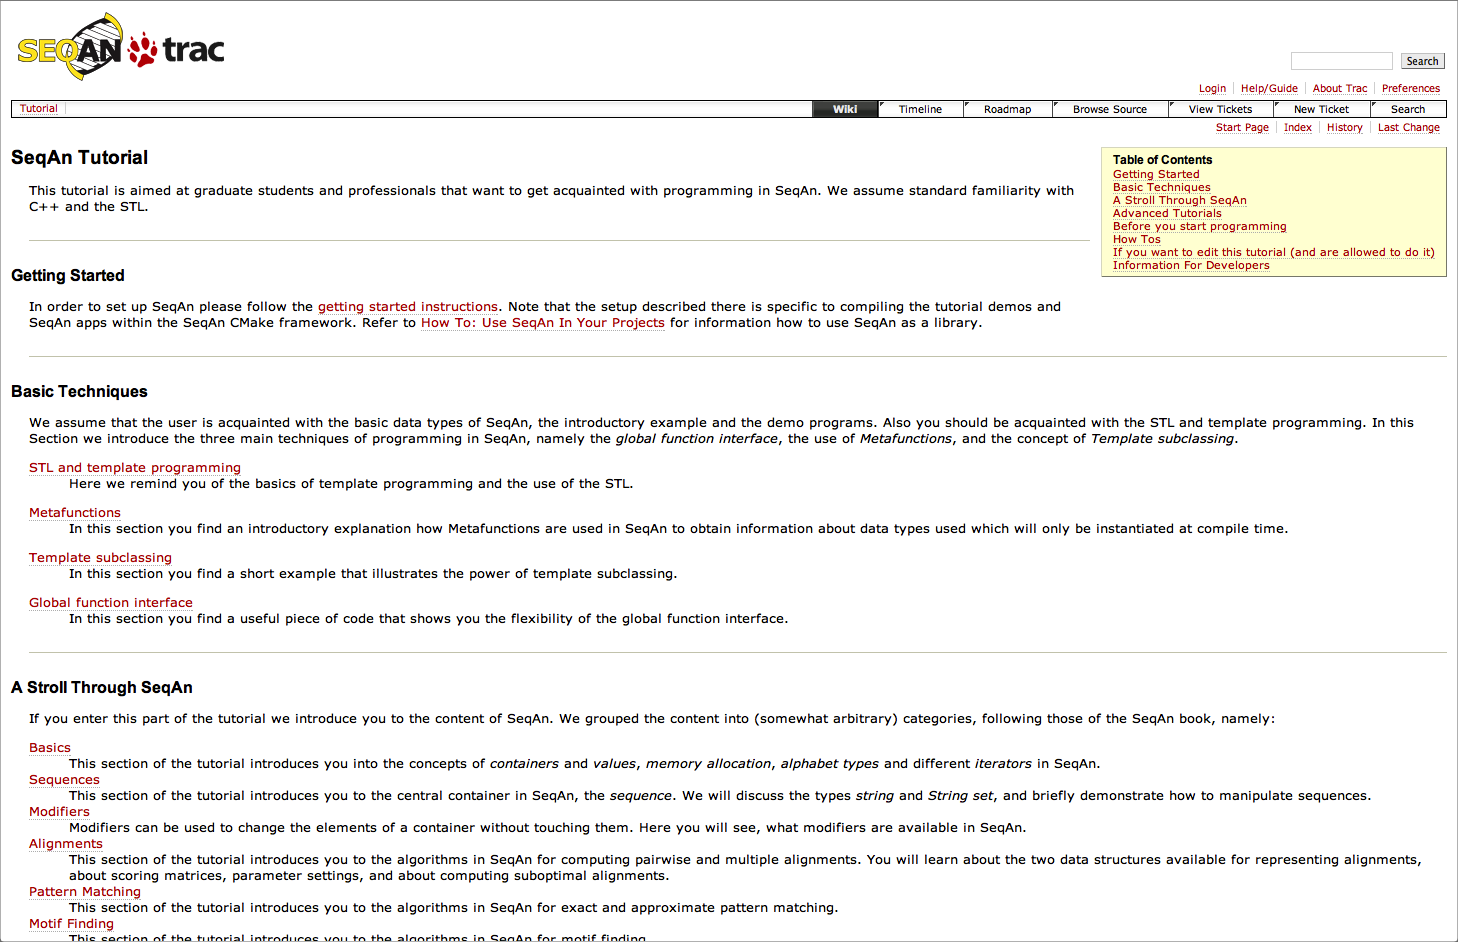 SEQAN trac
Search
Login Help/Guide About Trac Preferences
Tutorial Wiki Timeline Roadmap Browse Source View Tickets New Ticket Search
Start Page Index History Last Change
SeqAn Tutorial
This tutorial is aimed at graduate students and professionals that want to get acquainted with programming in SeqAn. We assume standard familiarity with
C++ and the STL.
Table of Contents
Getting Started
Basic Techniques
A Stroll Through SeqAn
Advanced Tutorials
Before you start programming
How Tos
If you want to edit this tutorial (and are allowed to do it)
Information For Developers
Getting Started
In order to set up SeqAn please follow the getting started instructions. Note that the setup described there is specific to compiling the tutorial demos and
SeqAn apps within the SeqAn CMake framework. Refer to How To: Use SeqAn In Your Projects for information how to use SeqAn as a library.
Basic Techniques
We assume that the user is acquainted with the basic data types of SeqAn, the introductory example and the demo programs. Also you should be acquainted with the STL and template programming. In this
Section we introduce the three main techniques of programming in SeqAn, namely the global function interface, the use of Metafunctions, and the concept of Template subclassing.
STL and template programming
Here we remind you of the basics of template programming and the use of the STL.
Metafunctions
In this section you find an introductory explanation how Metafunctions are used in SeqAn to obtain information about data types used which will only be instantiated at compile time.
Template subclassing
In this section you find a short example that illustrates the power of template subclassing.
Global function interface
In this section you find a useful piece of code that shows you the flexibility of the global function interface.
A Stroll Through SeqAn
If you enter this part of the tutorial we introduce you to the content of SeqAn. We grouped the content into (somewhat arbitrary) categories, following those of the SeqAn book, namely:
Basics
This section of the tutorial introduces you into the concepts of containers and values, memory allocation, alphabet types and different iterators in SeqAn.
Sequences
This section of the tutorial introduces you to the central container in SeqAn, the sequence. We will discuss the types string and String set, and briefly demonstrate how to manipulate sequences.
Modifiers
Modifiers can be used to change the elements of a container without touching them. Here you will see, what modifiers are available in SeqAn.
Alignments
This section of the tutorial introduces you to the algorithms in SeqAn for computing pairwise and multiple alignments. You will learn about the two data structures available for representing alignments,
about scoring matrices, parameter settings, and about computing suboptimal alignments.
Pattern Matching
This section of the tutorial introduces you to the algorithms in SeqAn for exact and approximate pattern matching.
Motif Finding
This section of the tutorial introduces you to the algorithms in SeqAn for motif finding.